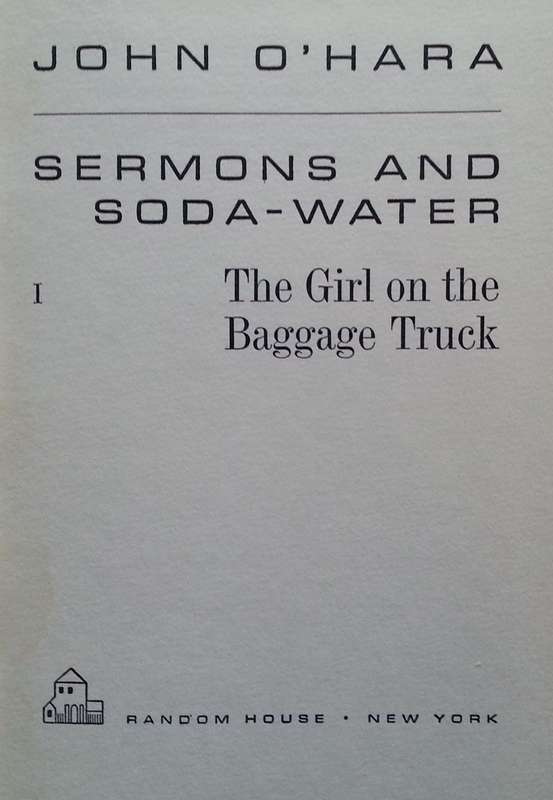 JOHN O'HARA
SERMONS AND
SODA-WATER
I
The Girl on the
Baggage Truck
RANDOM HOUSE · NEW YORK